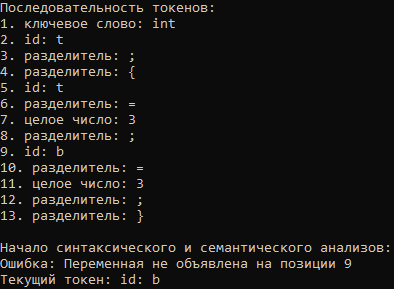 Последовательность токенов:
1. ключевое слово: int
2. id: t
3. разделитель: ;
4. разделитель: {
5. id: t
6. разделитель: =
7. целое число: 3
8. разделитель: ;
9. id: b
10. разделитель: =
11. целое число: 3
12. разделитель: ;
13. разделитель: }
Начало синтаксического и семантического анализов:
Ошибка: Переменная не объявлена на позиции 9
Текущий токен: id: b